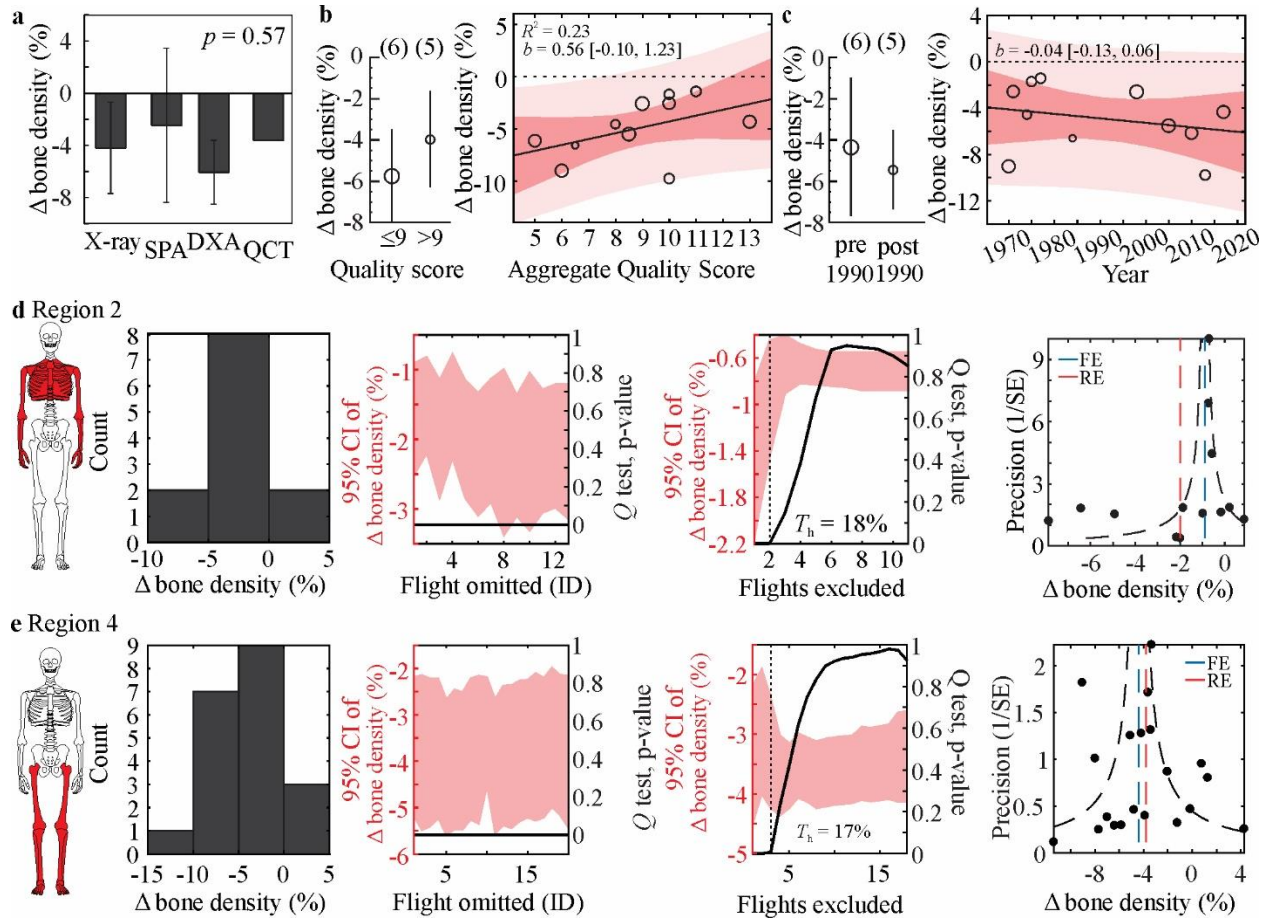 a
Δ bone density (%)
4
0
-4
-8
p = 0.57
X-ray
SPA
DXA
QCT
b
Δ bone density (%)
(6) (5)
0
-2
-4
-6
-8
≤9 >9
Quality score
Δ bone density (%)
5
0
-5
-10
R² = 0.23
b = 0.56 [-0.10, 1.23]
5 6 7 8 9 10 11 12 13
Aggregate Quality Score
c
Δ bone density (%)
(6) (5)
0
-2
-4
-6
-8
pre post
1990 1990
Δ bone density (%)
0
-4
-8
-12
b = -0.04 [-0.13, 0.06]
1970 1980 1990 2000 2010 2020
Year
d Region 2
Count
8
7
6
5
4
3
2
1
0
-10 -5 0 5
Δ bone density (%)
95% CI of
Δ bone density (%)
-1
-2
-3
4 8 12
Flight omitted (ID)
1
0.8
0.6
0.4
0.2
0
Q test, p-value
95% CI of
Δ bone density (%)
-0.6
-1
-1.4
-1.8
-2.2
Tₕ = 18%
2 4 6 8 10
Flights excluded
1
0.8
0.6
0.4
0.2
0
Q test, p-value
Precision (1/SE)
8
6
4
2
0
FE
RE
-8 -6 -4 -2 0
Δ bone density (%)
e Region 4
Count
9
8
7
6
5
4
3
2
1
0
-15 -10 -5 0 5
Δ bone density (%)
95% CI of
Δ bone density (%)
-2
-3
-4
-5
-6
5 15
Flight omitted (ID)
1
0.8
0.6
0.4
0.2
0
Q test, p-value
95% CI of
Δ bone density (%)
-2
-3
-4
-5
Tₕ = 17%
5 10 15
Flights excluded
1
0.8
0.6
0.4
0.2
0
Q test, p-value
Precision (1/SE)
2
1.5
1
0.5
0
FE
RE
-8 -4 0 4
Δ bone density (%)